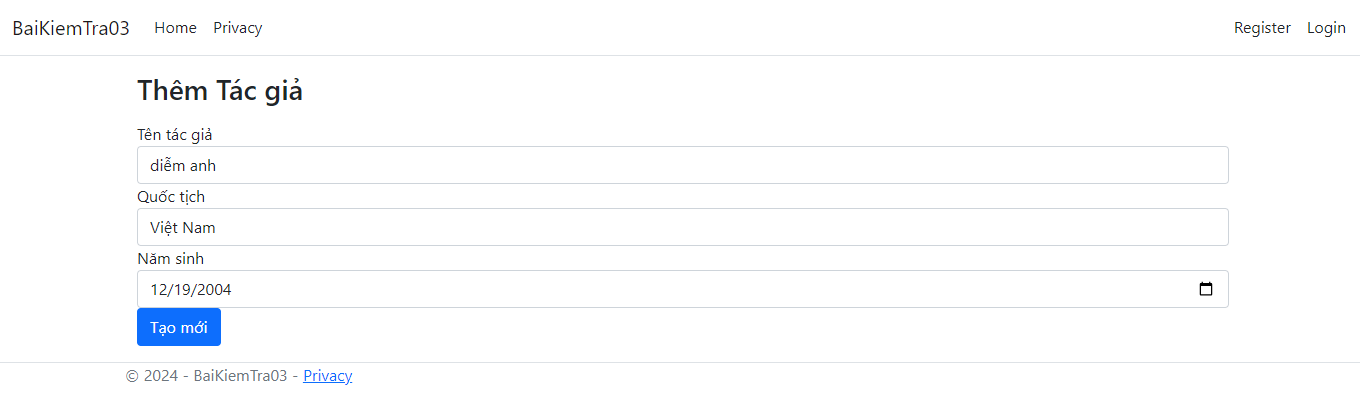 BaiKiemTra03 Home Privacy Register Login
Thêm Tác giả
Tên tác giả
diễm anh
Quốc tịch
Việt Nam
Năm sinh
12/19/2004
Tạo mới
© 2024 - BaiKiemTra03 - Privacy